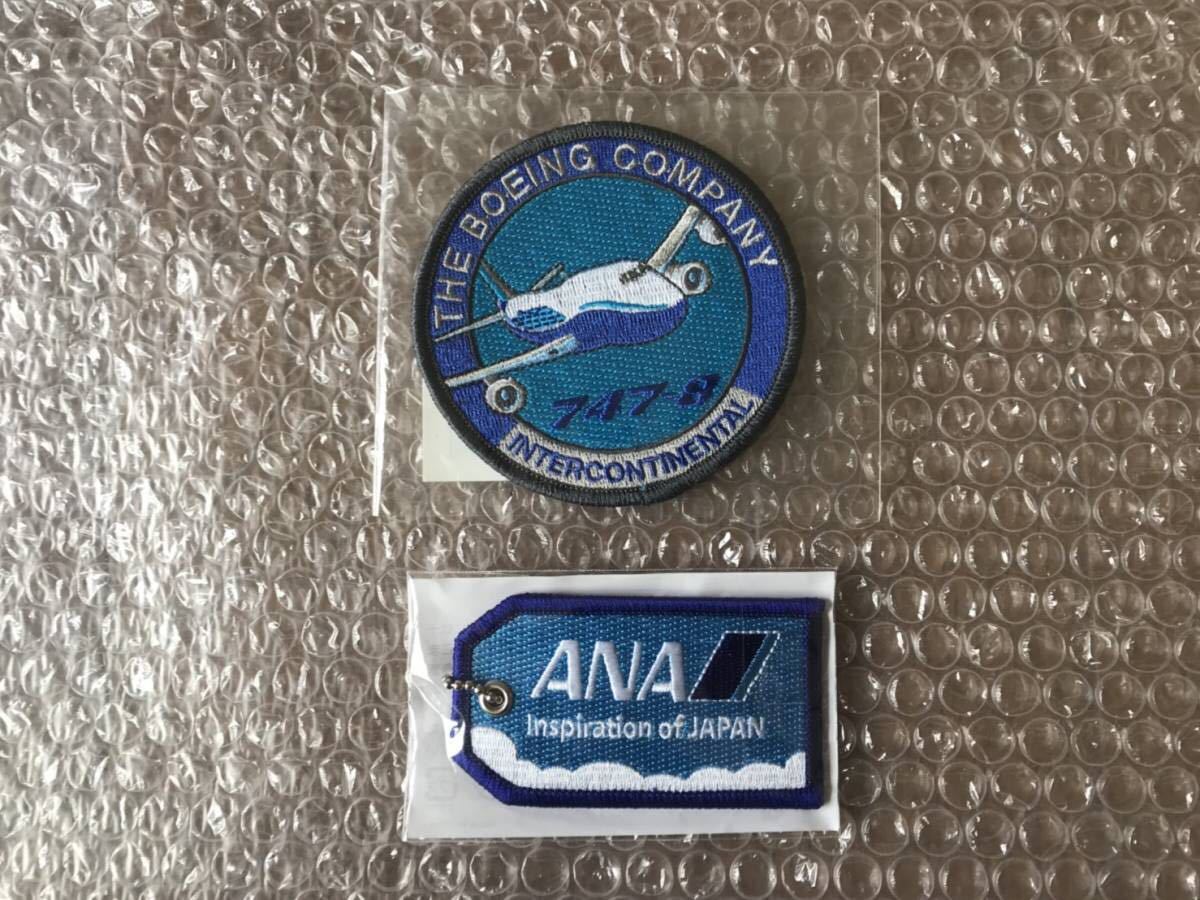 THE BOEING COMPANY
747-8
INTERCONTINENTAL
ANA
Inspiration of JAPAN